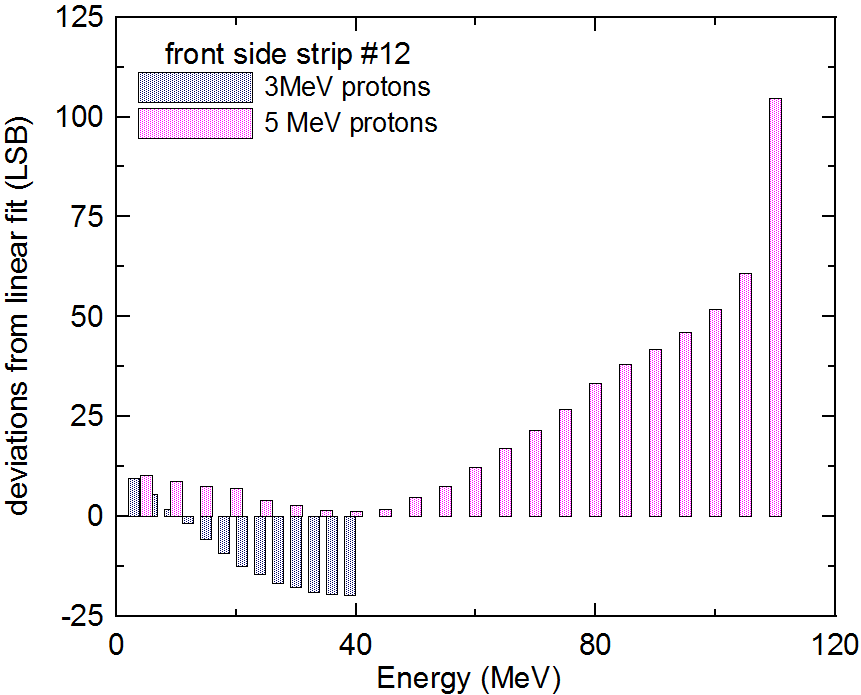 front side strip #12
3MeV protons
5 MeV protons
deviations from linear fit (LSB)
125
100
75
50
25
0
-25
0
40
80
120
Energy (MeV)